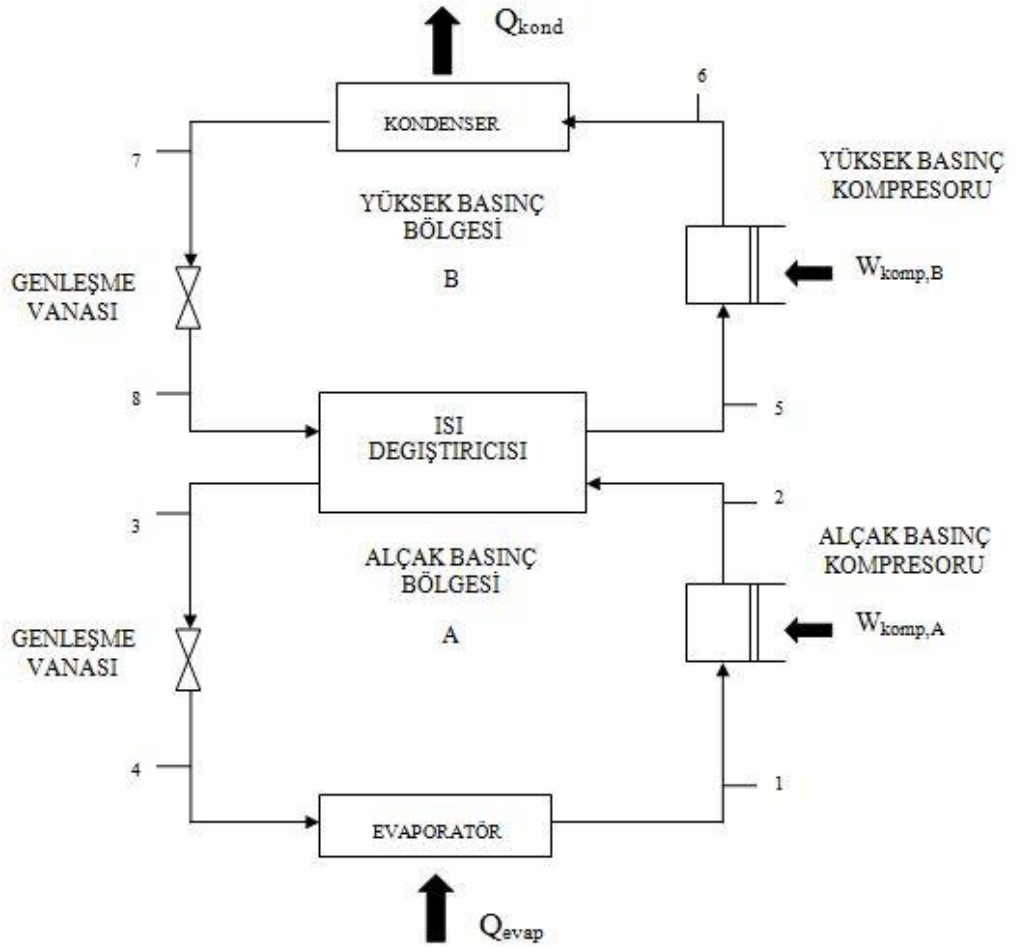 Qkond
6
KONDENSER
7
YÜKSEK BASINÇ
KOMPRESORU
YÜKSEK BASINÇ
BÖLGESİ
B
Wkomp,B
GENLEŞME
VANASI
8
5
ISI
DEGIŞTIRICISI
2
3
ALÇAK BASINÇ
KOMPRESORU
ALÇAK BASINÇ
BÖLGESİ
A
Wkomp,A
GENLEŞME
VANASI
4
1
EVAPORATÖR
Qevap